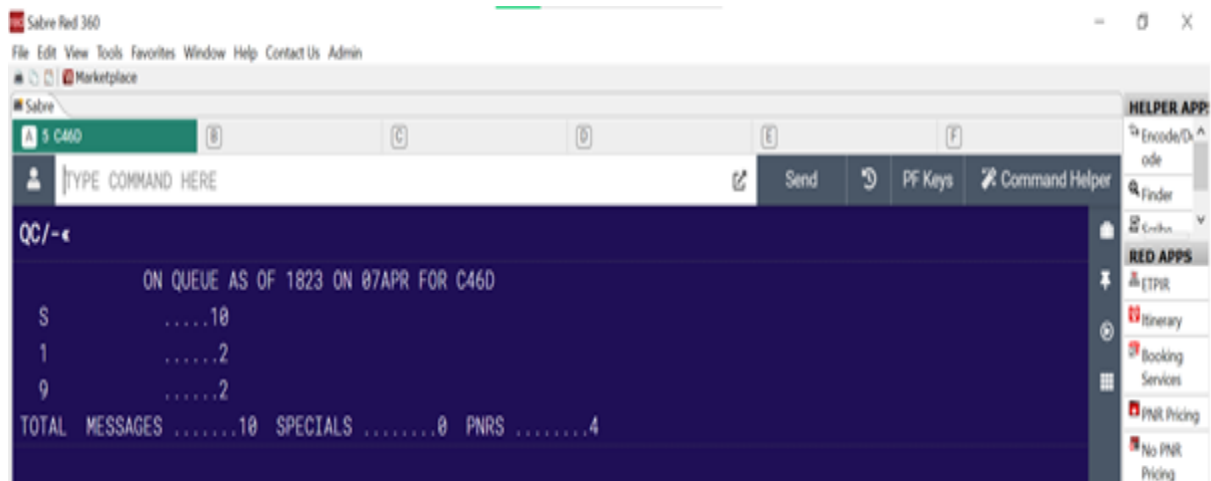 Sabre Red 360
File Edit View Tools Favorites Window Help Contact Us Admin
Marketplace
Sabre
A 5 C46D B C D E F
TYPE COMMAND HERE Send PF Keys Command Helper
QC/-«
ON QUEUE AS OF 1823 ON 07APR FOR C46D
S .....10
1 ......2
9 ......2
TOTAL MESSAGES .......10 SPECIALS ........0 PNRS ........4
HELPER APP
Encode/D
ode
Finder
RED APPS
ETPIR
Itinerary
Booking
Services
PNR Pricing
No PNR
Pricing